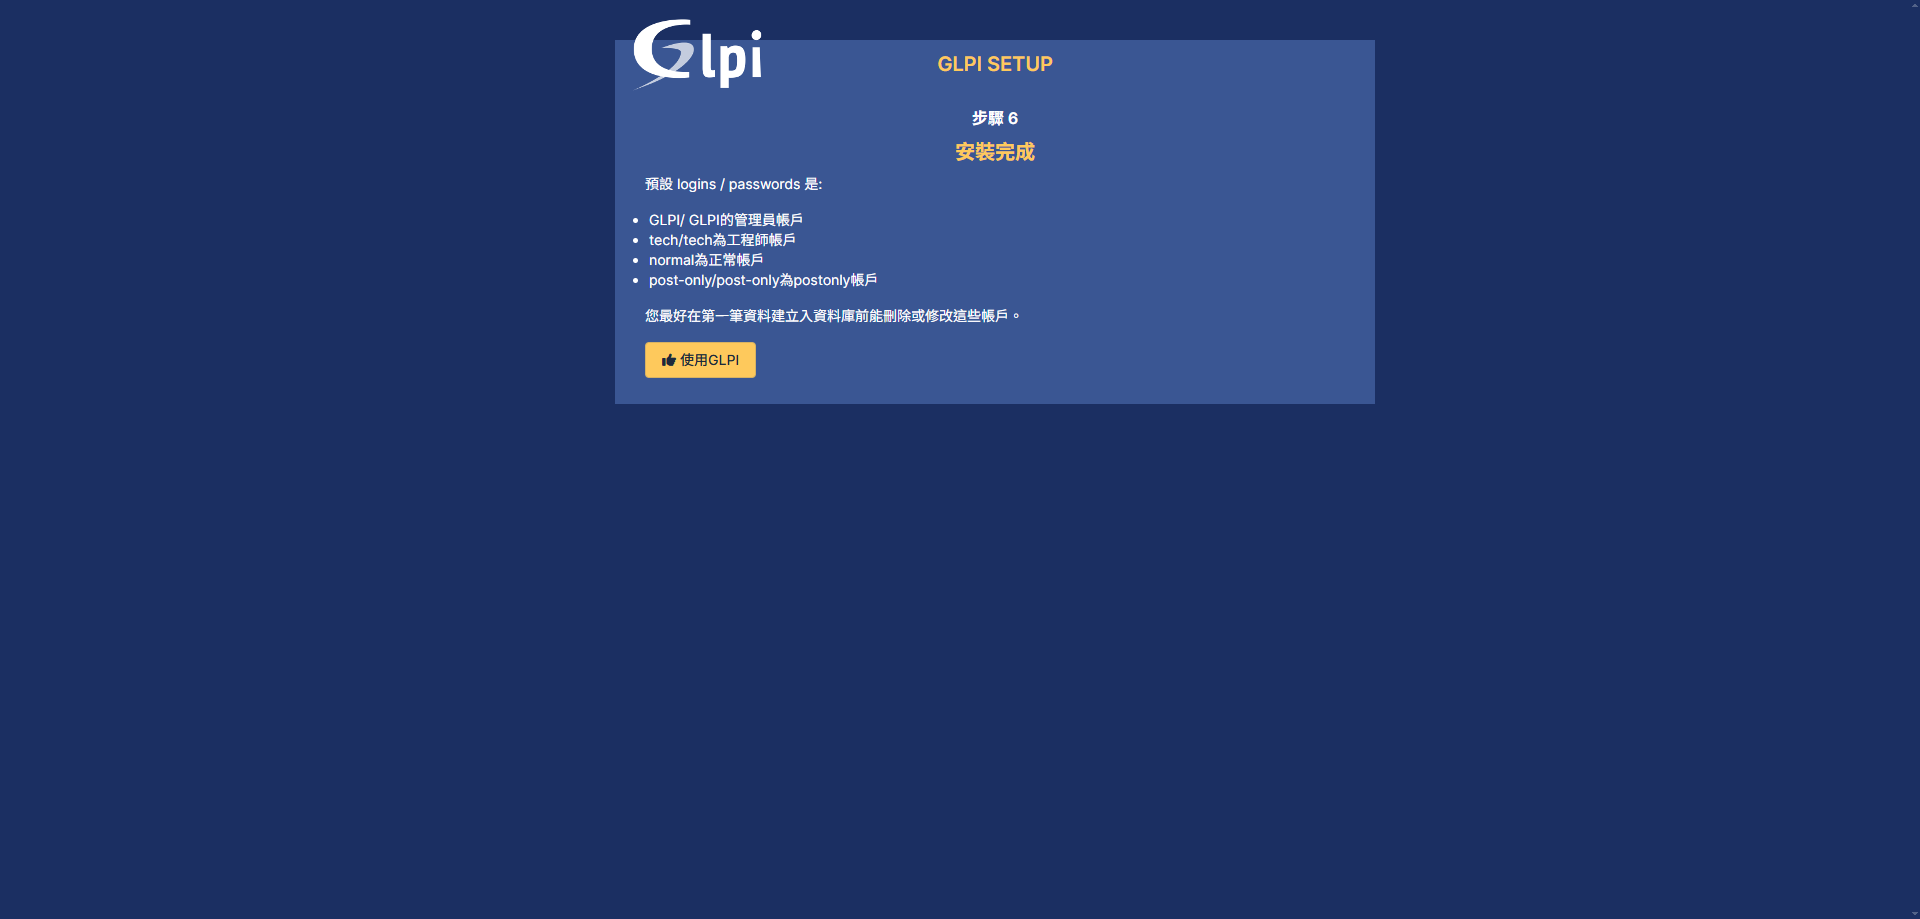 Glpi
GLPI SETUP
步驟 6
安裝完成
預設 logins / passwords 是:
GLPI/ GLPI的管理員帳戶
tech/tech為工程師帳戶
normal為正常帳戶
post-only/post-only為postonly帳戶
您最好在第一筆資料建立入資料庫前能刪除或修改這些帳戶。
使用GLPI